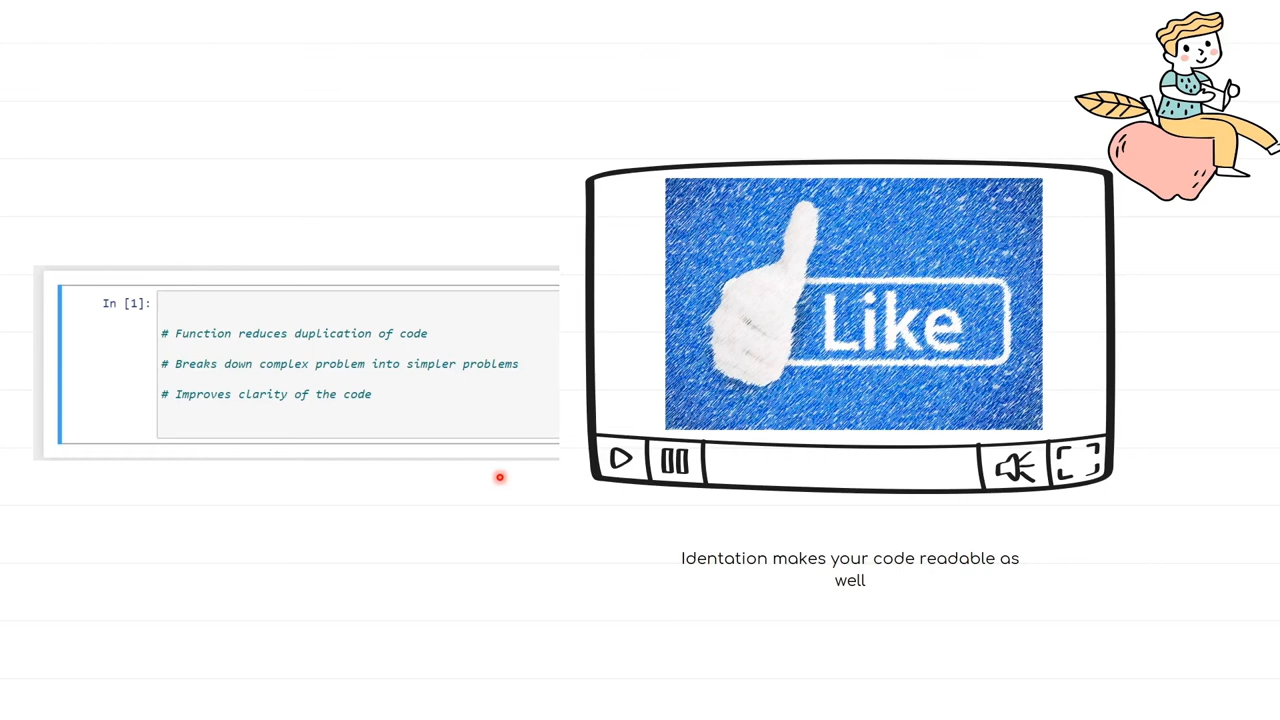 In [1]:
# Function reduces duplication of code
# Breaks down complex problem into simpler problems
# Improves clarity of the code
Like
Identation makes your code readable as
well